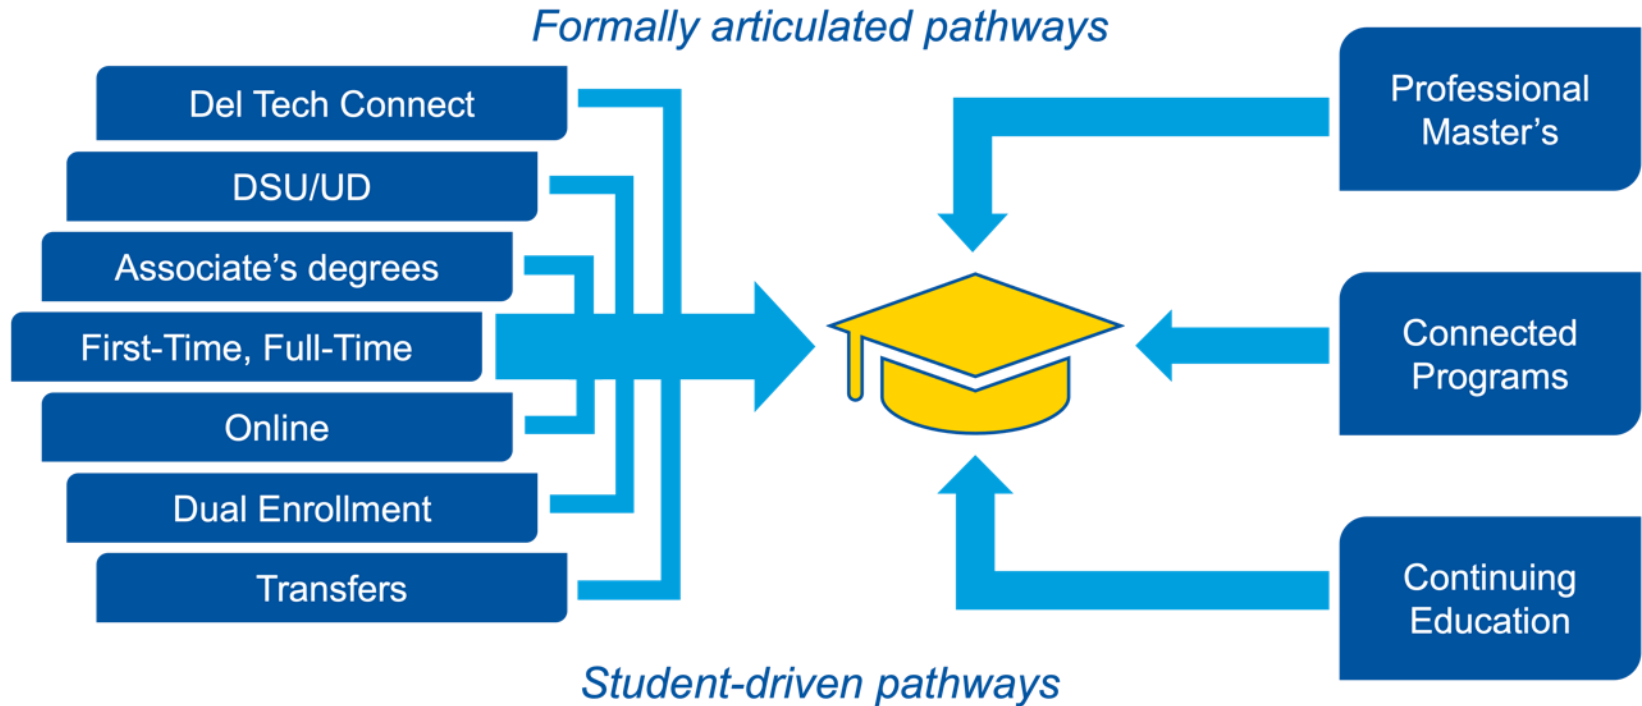 Formally articulated pathways
Del Tech Connect
DSU/UD
Associate’s degrees
First-Time, Full-Time
Online
Dual Enrollment
Transfers
Professional
Master’s
Connected
Programs
Continuing
Education
Student-driven pathways